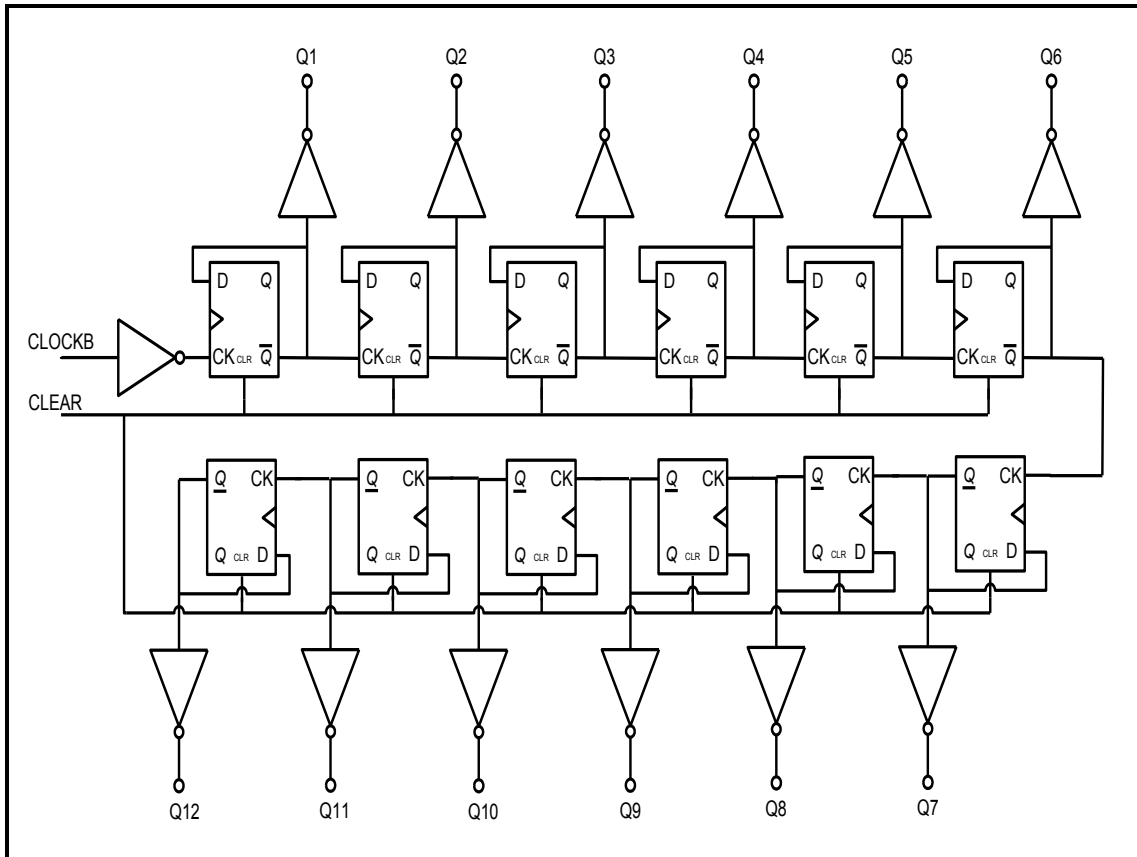 Q1 Q2 Q3 Q4 Q5 Q6
D Q D Q D Q D Q D Q D Q
CLOCKB
CK CLR Q̅ CK CLR Q̅ CK CLR Q̅ CK CLR Q̅ CK CLR Q̅ CK CLR Q̅
CLEAR
Q̲ CK Q̲ CK Q̲ CK Q̲ CK Q̲ CK Q̲ CK
Q CLR D Q CLR D Q CLR D Q CLR D Q CLR D Q CLR D
Q12 Q11 Q10 Q9 Q8 Q7